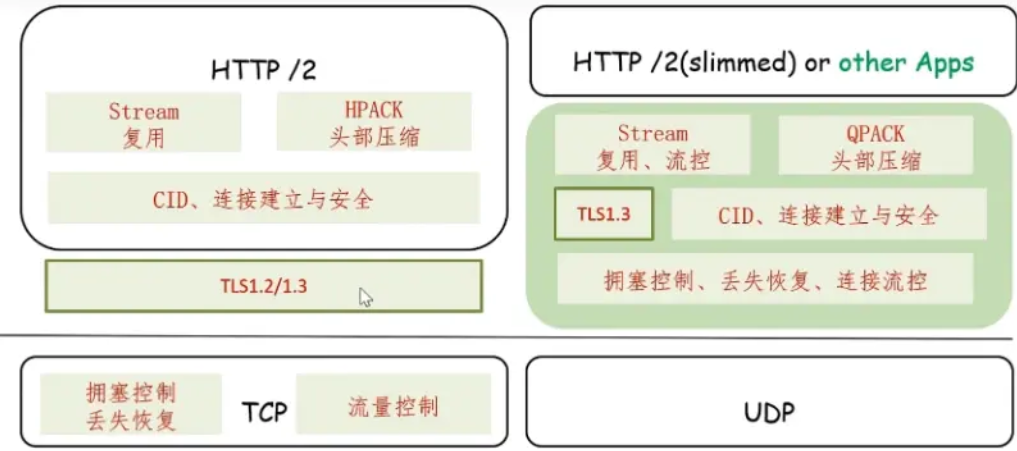 HTTP /2
Stream
复用
HPACK
头部压缩
CID、连接建立与安全
TLS1.2/1.3
拥塞控制
丢失恢复
TCP
流量控制
HTTP /2(slimmed) or other Apps
Stream
复用、流控
QPACK
头部压缩
TLS1.3
CID、连接建立与安全
拥塞控制、丢失恢复、连接流控
UDP